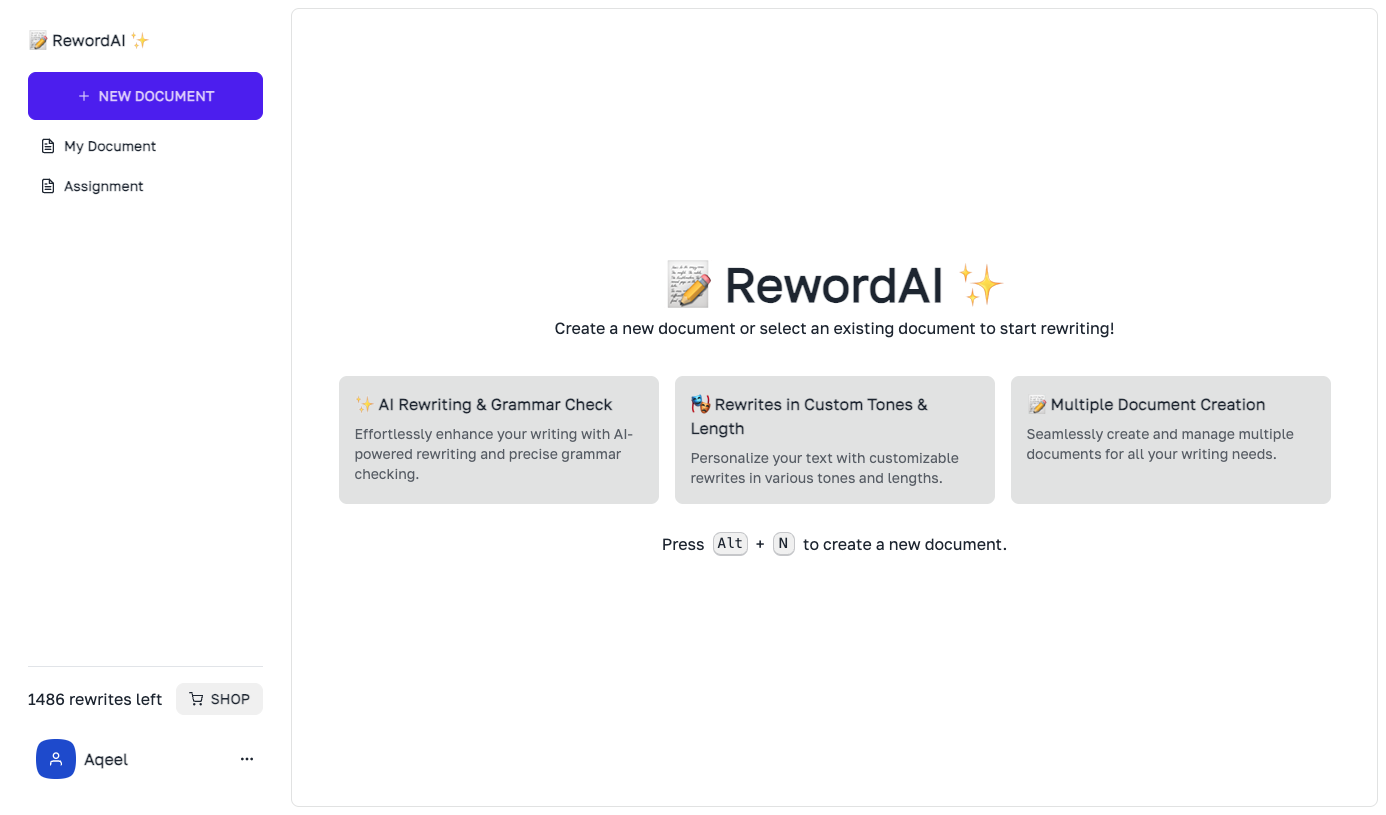 📝 RewordAI ✨
+ NEW DOCUMENT
My Document
Assignment
1486 rewrites left
SHOP
Aqeel
📝 RewordAI ✨
Create a new document or select an existing document to start rewriting!
✨ AI Rewriting & Grammar Check
Effortlessly enhance your writing with AI-
powered rewriting and precise grammar
checking.
🎭 Rewrites in Custom Tones &
Length
Personalize your text with customizable
rewrites in various tones and lengths.
📝 Multiple Document Creation
Seamlessly create and manage multiple
documents for all your writing needs.
Press Alt + N to create a new document.